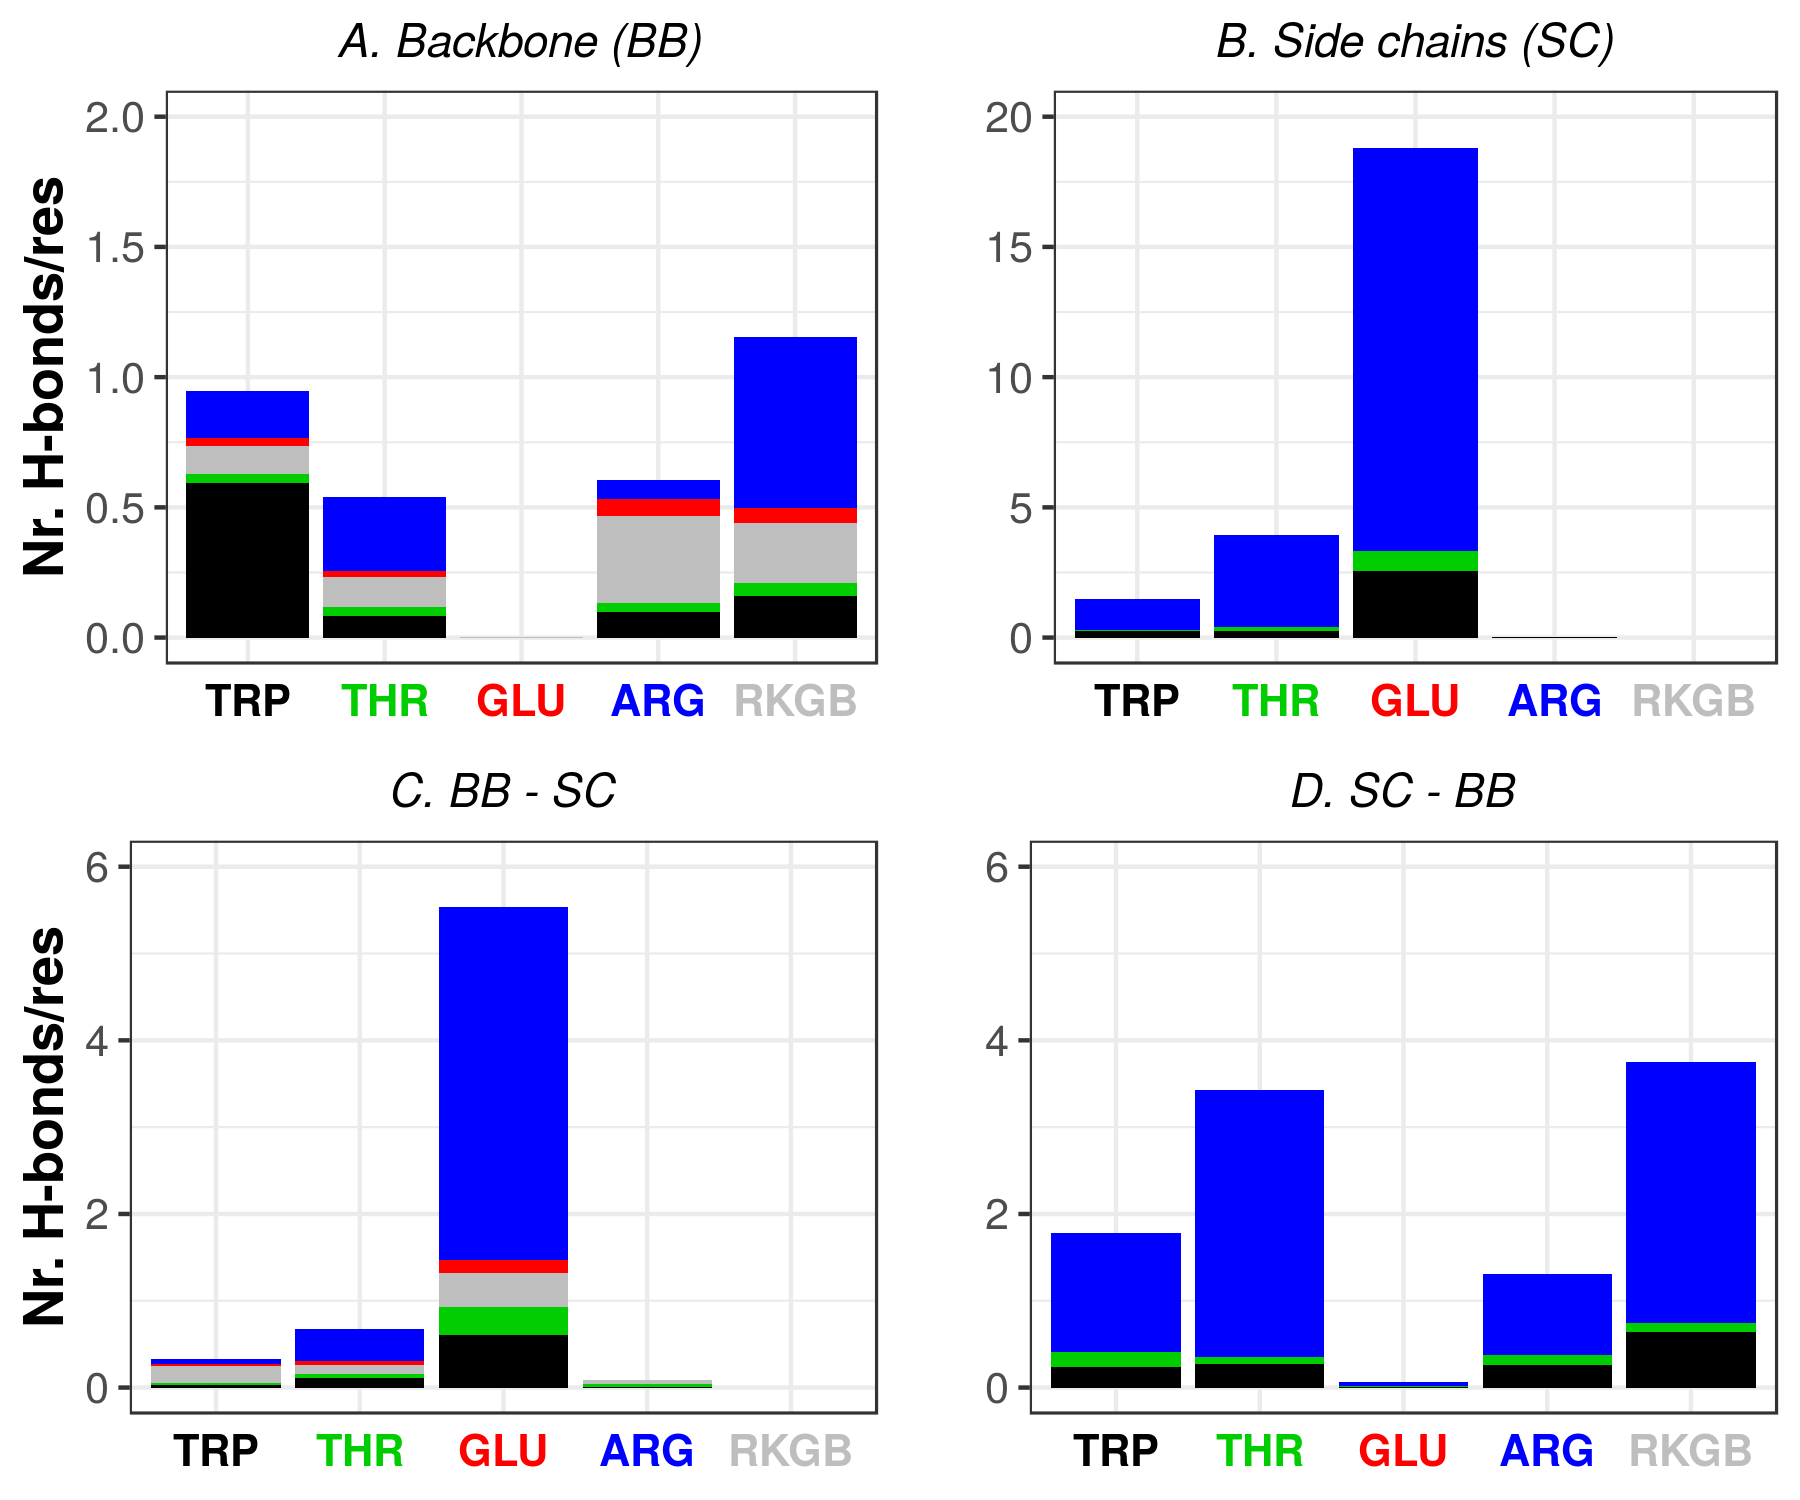 A. Backbone (BB)
B. Side chains (SC)
Nr. H-bonds/res
2.0
1.5
1.0
0.5
0.0
TRP THR GLU ARG RKGB
20
15
10
5
0
TRP THR GLU ARG RKGB
C. BB - SC
D. SC - BB
Nr. H-bonds/res
6
4
2
0
TRP THR GLU ARG RKGB
6
4
2
0
TRP THR GLU ARG RKGB